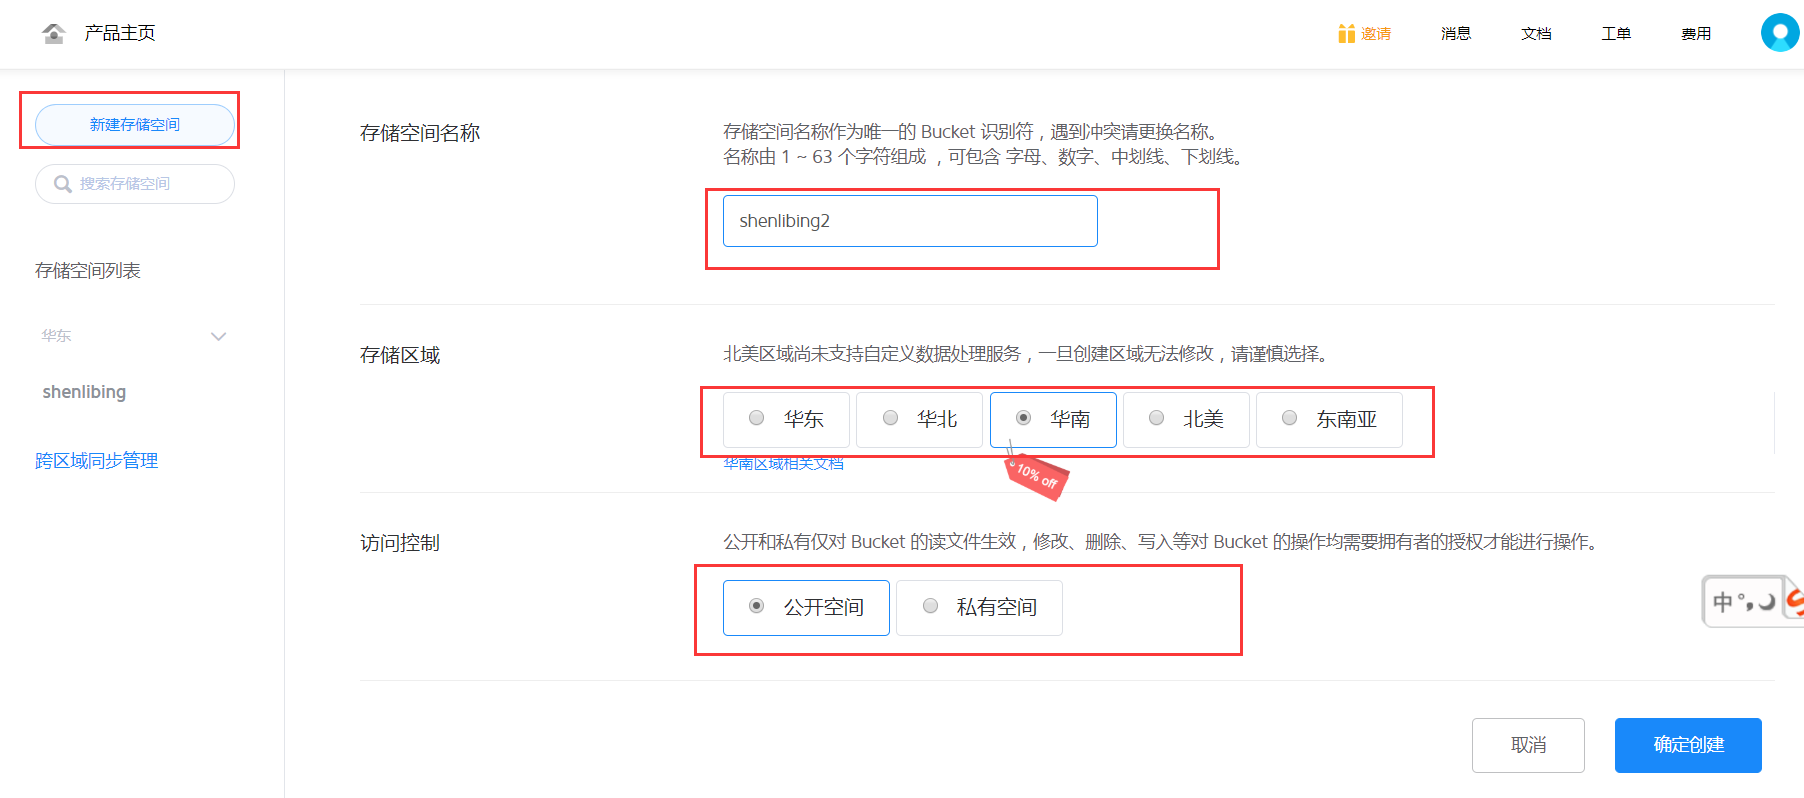 产品主页
邀请
消息
文档
工单
费用
新建存储空间
搜索存储空间
存储空间列表
华东
shenlibing
跨区域同步管理
存储空间名称
存储空间名称作为唯一的 Bucket 识别符，遇到冲突请更换名称。
名称由 1 ~ 63 个字符组成 ，可包含 字母、数字、中划线、下划线。
shenlibing2
存储区域
北美区域尚未支持自定义数据处理服务，一旦创建区域无法修改，请谨慎选择。
华东
华北
华南
北美
东南亚
华南区域相关文档
10% off
访问控制
公开和私有仅对 Bucket 的读文件生效，修改、删除、写入等对 Bucket 的操作均需要拥有者的授权才能进行操作。
公开空间
私有空间
中
取消
确定创建